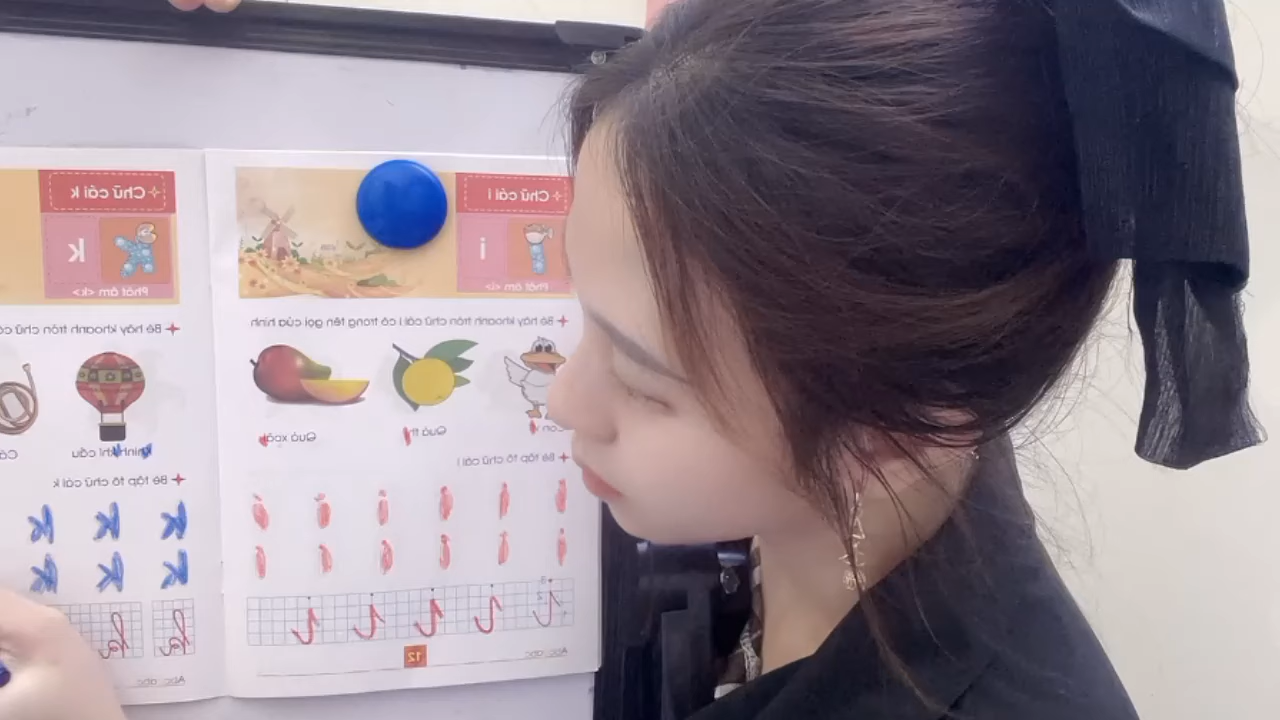 Chữ cái i
i
Phát âm <i>
Bé hãy khoanh tròn chữ cái i có trong tên gọi của hình
Quả thị Quả xoài
Bé tập tô chữ cái i
i i i i i i
i i i i i i
i i i i i
12
Chữ cái k
k
Phát âm <k>
Bé hãy khoanh tròn chữ
Khinh khí cầu
Bé tập tô chữ cái k
k k k
k k k
k k